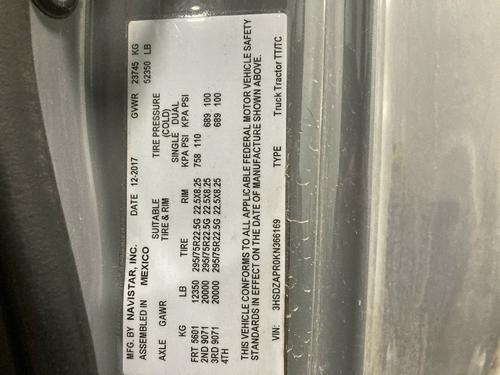 MFG. BY NAVISTAR, INC. DATE 12-2017 GVWR 23745 KG
ASSEMBLED IN MEXICO 52350 LB
AXLE GAWR SUITABLE TIRE & RIM TIRE PRESSURE (COLD)
SINGLE DUAL
KG LB TIRE RIM KPA PSI KPA PSI
FRT 5601 12350 295/75R22.5G 22.5X8.25 758 110
2ND 9071 20000 295/75R22.5G 22.5X8.25 689 100
3RD 9071 20000 295/75R22.5G 22.5X8.25 689 100
4TH
THIS VEHICLE CONFORMS TO ALL APPLICABLE FEDERAL MOTOR VEHICLE SAFETY
STANDARDS IN EFFECT ON THE DATE OF MANUFACTURE SHOWN ABOVE.
VIN: 3HSDZAPR0KN366169 TYPE Truck Tractor TT/TC